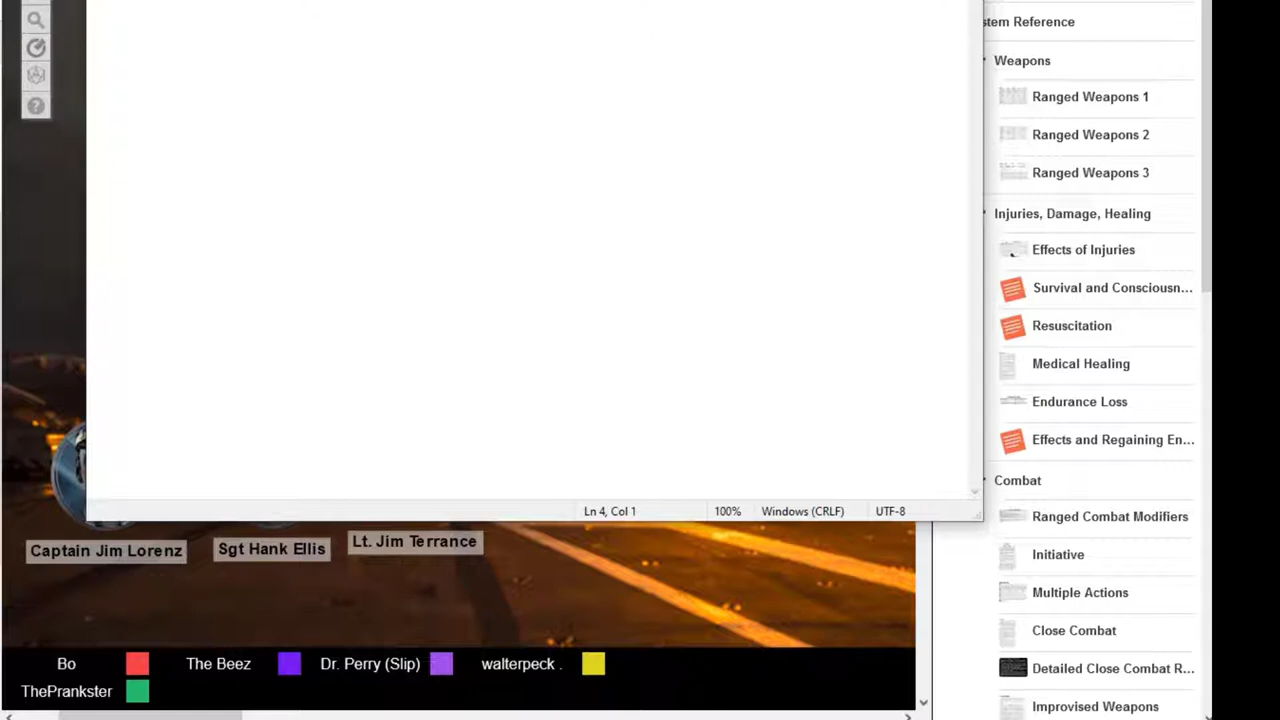 stem Reference
Weapons
Ranged Weapons 1
Ranged Weapons 2
Ranged Weapons 3
Injuries, Damage, Healing
Effects of Injuries
Survival and Consciousn...
Resuscitation
Medical Healing
Endurance Loss
Effects and Regaining En...
Combat
Ranged Combat Modifiers
Initiative
Multiple Actions
Close Combat
Detailed Close Combat R...
Improvised Weapons
Ln 4, Col 1 100% Windows (CRLF) UTF-8
Captain Jim Lorenz
Sgt Hank Ellis
Lt. Jim Terrance
Bo The Beez Dr. Perry (Slip) walterpeck .
ThePrankster